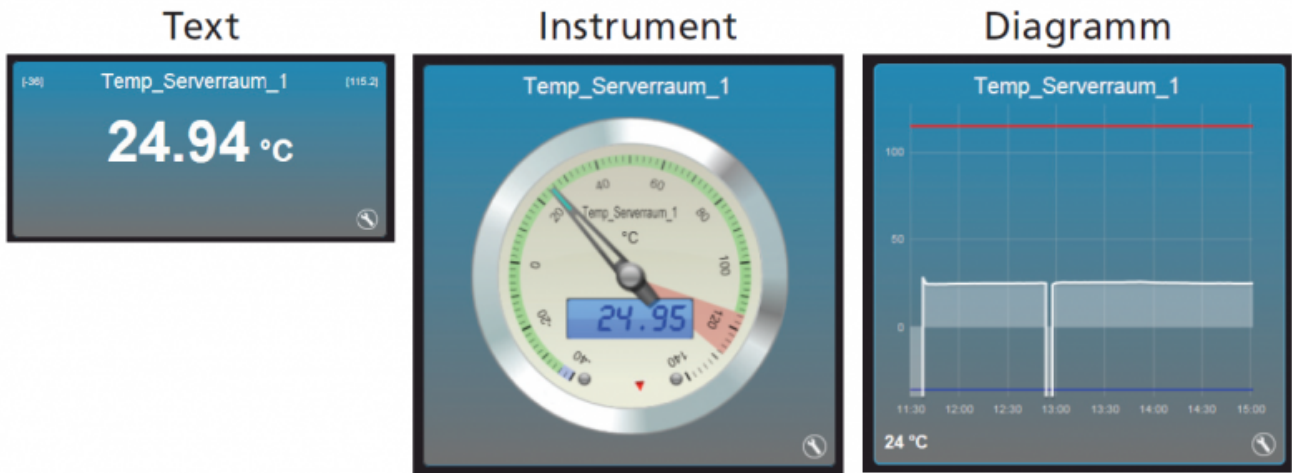 Text
[-36] Temp_Serverraum_1 [115.2]
24.94 °C
Instrument
Temp_Serverraum_1
-40
-20
0
20
40
60
80
100
120
140
Temp_Serverraum_1
°C
24.95
Diagramm
Temp_Serverraum_1
100
50
0
11:30 12:00 12:30 13:00 13:30 14:00 14:30 15:00
24 °C